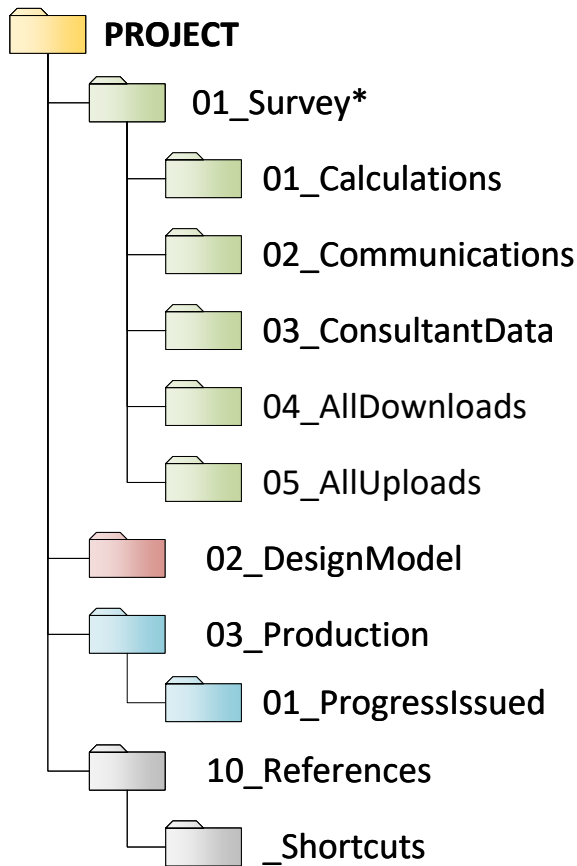 PROJECT
01_Survey*
01_Calculations
02_Communications
03_ConsultantData
04_AllDownloads
05_AllUploads
02_DesignModel
03_Production
01_ProgressIssued
10_References
_Shortcuts